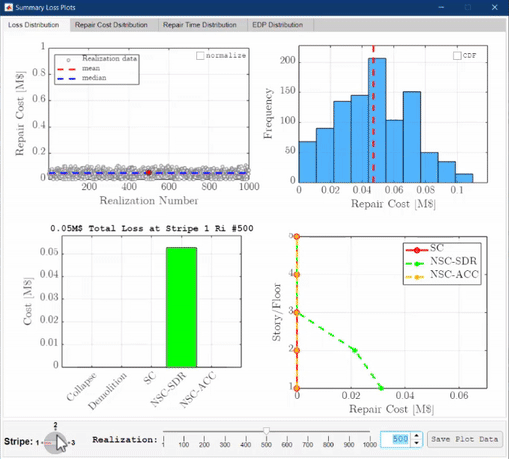 Summary Loss Plots
Loss Distribution Repair Cost Dsitribution Repair Time Distribution EDP Distribution
Realization data
mean
median
normalize
Repair Cost [M$]
1
0.8
0.6
0.4
0.2
0
200 400 600 800 1000
Realization Number
CDF
Frequency
200
150
100
50
0
0 0.02 0.04 0.06 0.08 0.1
Repair Cost [M$]
0.05M$ Total Loss at Stripe 1 Ri #500
Cost [M$]
0.05
0.04
0.03
0.02
0.01
0
Collapse
Demolition
SC
NSC-SDR
NSC-ACC
SC
NSC-SDR
NSC-ACC
Story/Floor
5
4
3
2
1
0 0.02 0.04 0.06
Repair Cost [M$]
Stripe: 1 2 3
Realization:
1 100 200 300 400 500 600 700 800 900 1000
500
Save Plot Data